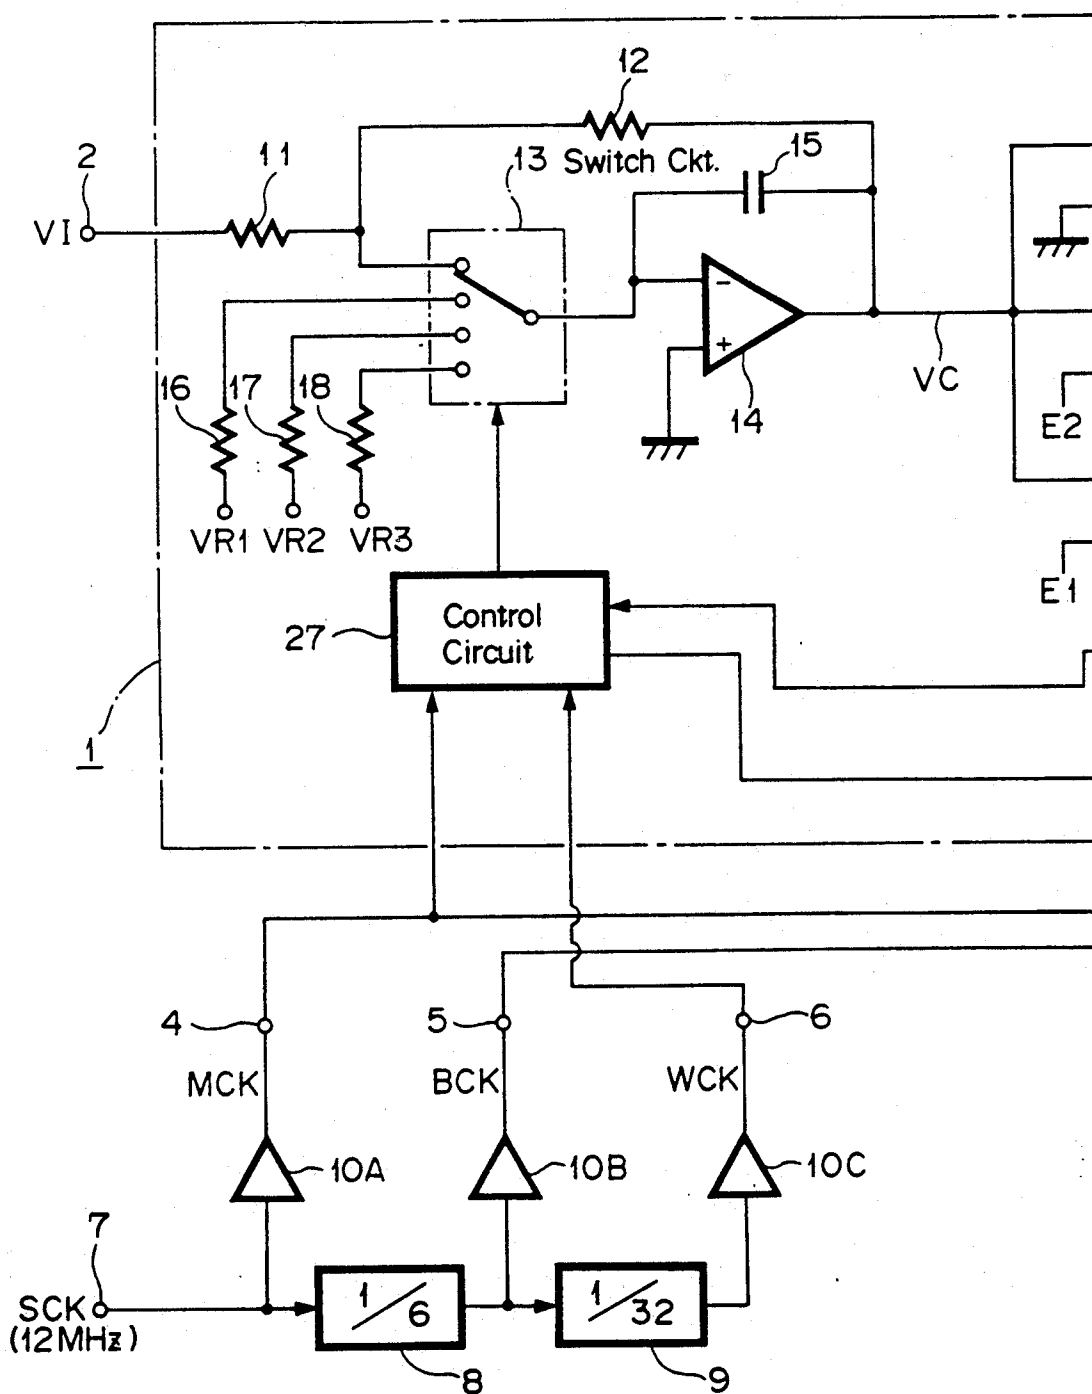 12
2
11
13 Switch Ckt.
15
VI
−
+
14
VC
E2
16
17
18
VR1
VR2
VR3
E1
Control
Circuit
27
1
4
5
6
MCK
BCK
WCK
10A
10B
10C
7
SCK
(12MHz)
1/6
1/32
8
9